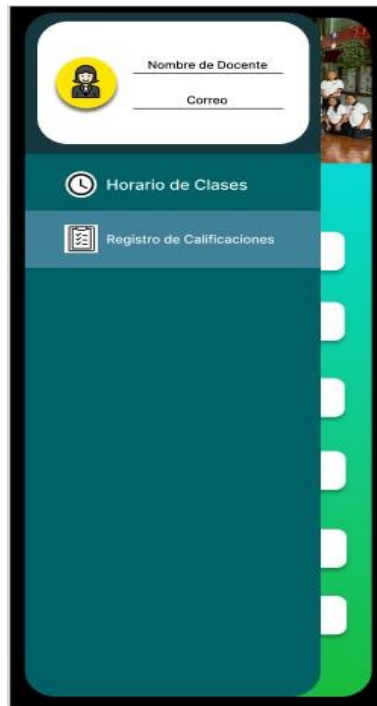 Nombre de Docente
Correo
Horario de Clases
Registro de Calificaciones